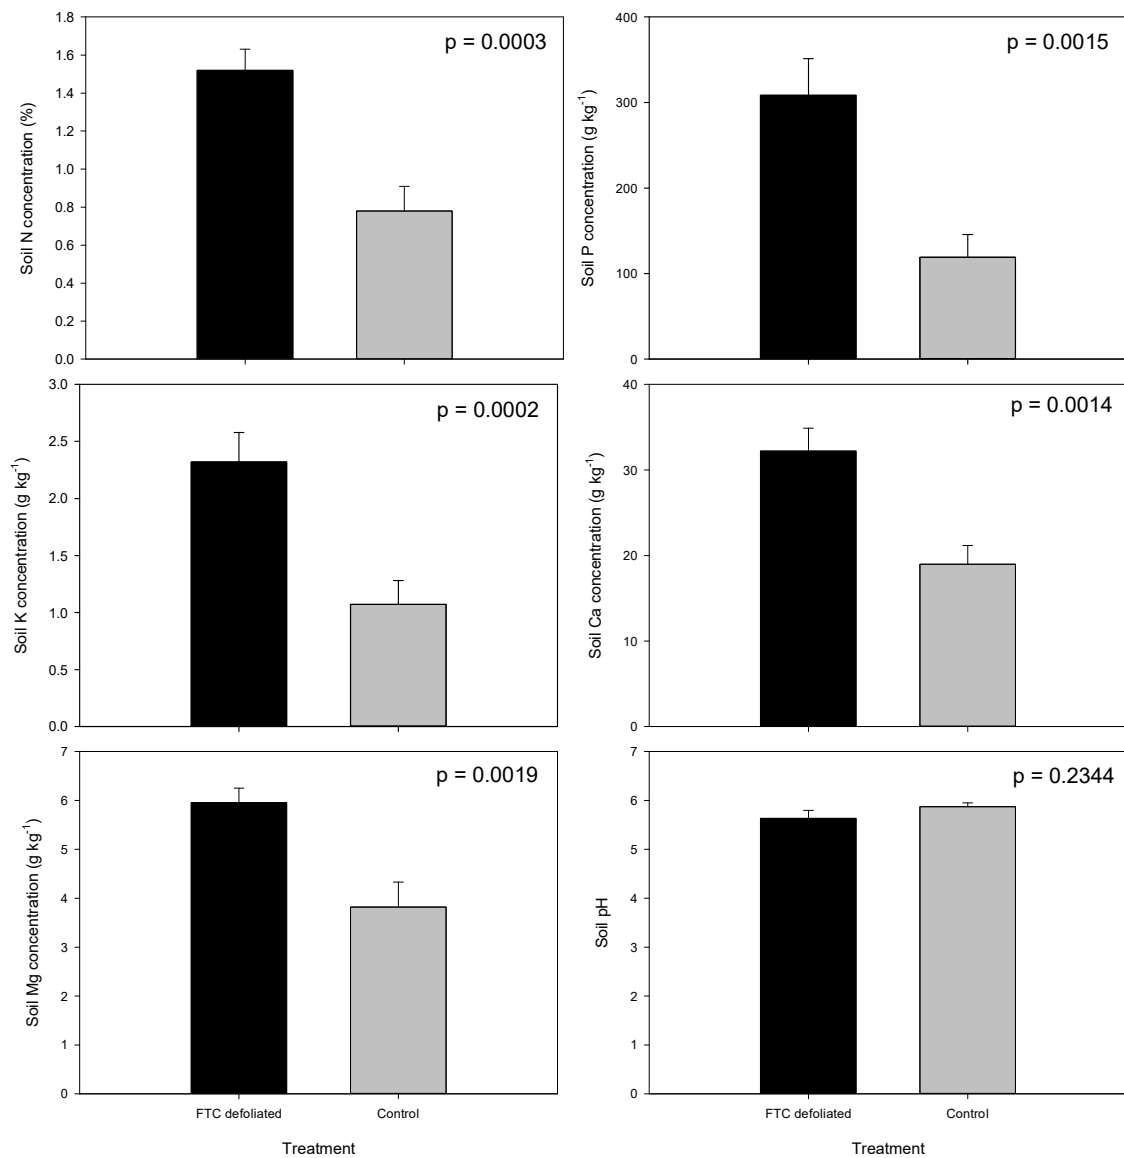 Soil N concentration (%)
1.8
1.6
1.4
1.2
1.0
0.8
0.6
0.4
0.2
0.0
p = 0.0003
Soil P concentration (g kg⁻¹)
400
300
200
100
0
p = 0.0015
Soil K concentration (g kg⁻¹)
3.0
2.5
2.0
1.5
1.0
0.5
0.0
p = 0.0002
Soil Ca concentration (g kg⁻¹)
40
30
20
10
0
p = 0.0014
Soil Mg concentration (g kg⁻¹)
7
6
5
4
3
2
1
0
p = 0.0019
FTC defoliated
Control
Treatment
Soil pH
7
6
5
4
3
2
1
0
p = 0.2344
FTC defoliated
Control
Treatment